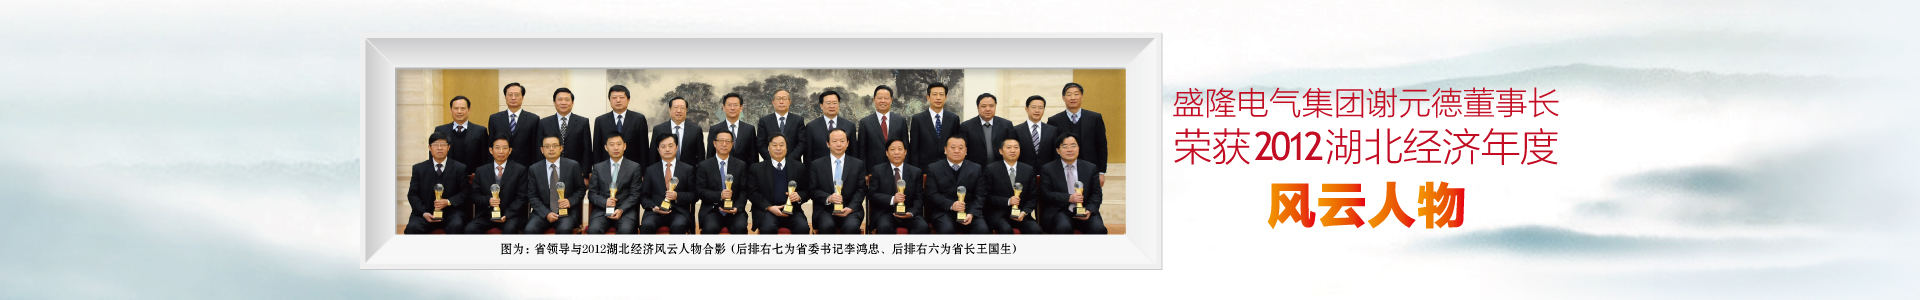 盛隆电气集团谢元德董事长
荣获2012湖北经济年度
风云人物
图为：省领导与2012湖北经济风云人物合影（后排右七为省委书记李鸿忠、后排右六为省长王国生）